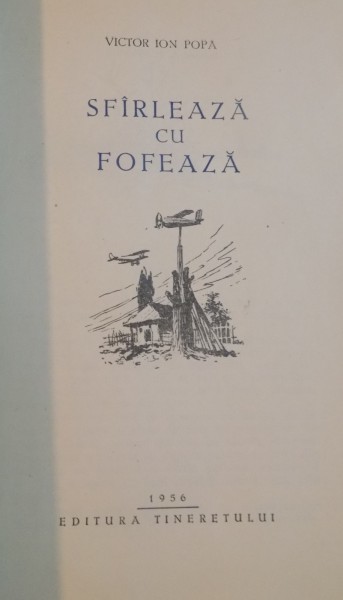 VICTOR ION POPA
SFÎRLEAZĂ
CU
FOFEAZĂ
1956
EDITURA TINERETULUI